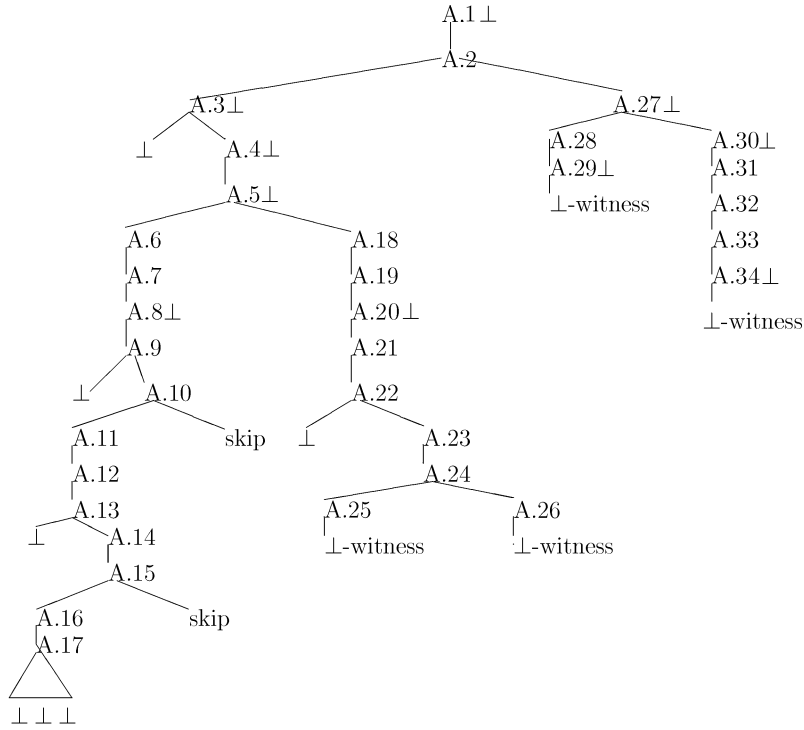 A.1⊥
A.2
A.3⊥ A.27⊥
⊥ A.4⊥ A.28 A.30⊥
A.29⊥ A.31
A.5⊥ ⊥-witness A.32
A.6 A.18 A.33
A.7 A.19 A.34⊥
A.8⊥ A.20⊥ ⊥-witness
A.9 A.21
⊥ A.10 A.22
A.11 skip ⊥ A.23
A.12 A.24
A.13 A.25 A.26
⊥ A.14 ⊥-witness ⊥-witness
A.15
A.16 skip
A.17
⊥ ⊥ ⊥